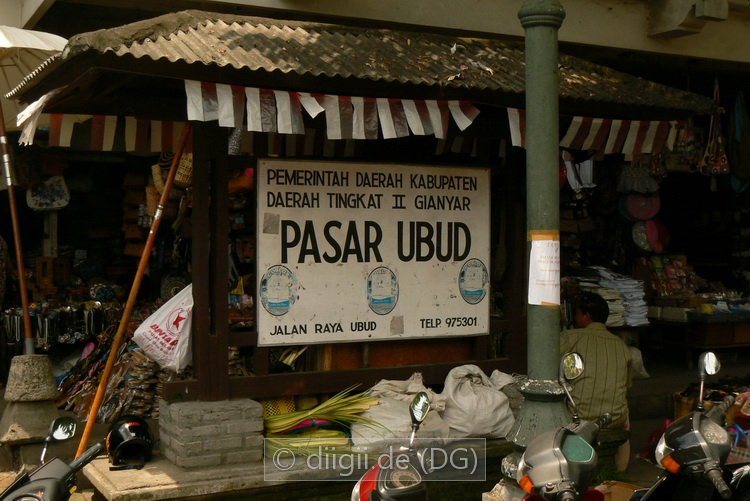 PEMERINTAH DAERAH KABUPATEN
DAERAH TINGKAT II GIANYAR
PASAR UBUD
JALAN RAYA UBUD TELP. 975301.
© diigii.de (DG)